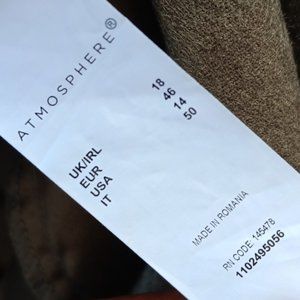 ATMOSPHERE®
UK/IRL 18
EUR 46
USA 14
IT 50
MADE IN ROMANIA
RN CODE: 145478
1102495056